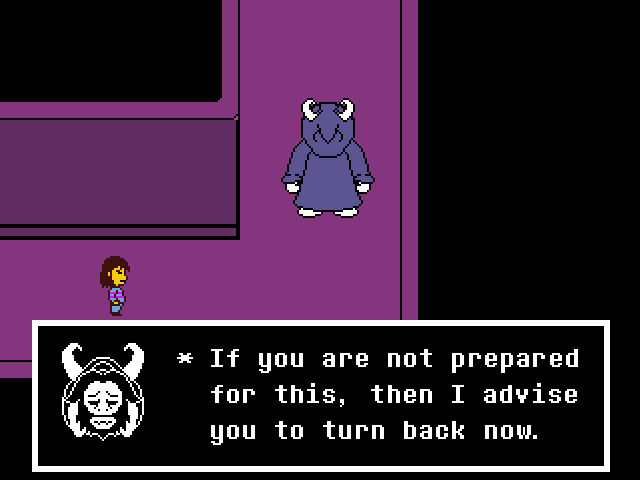 * If you are not prepared
for this, then I advise
you to turn back now.